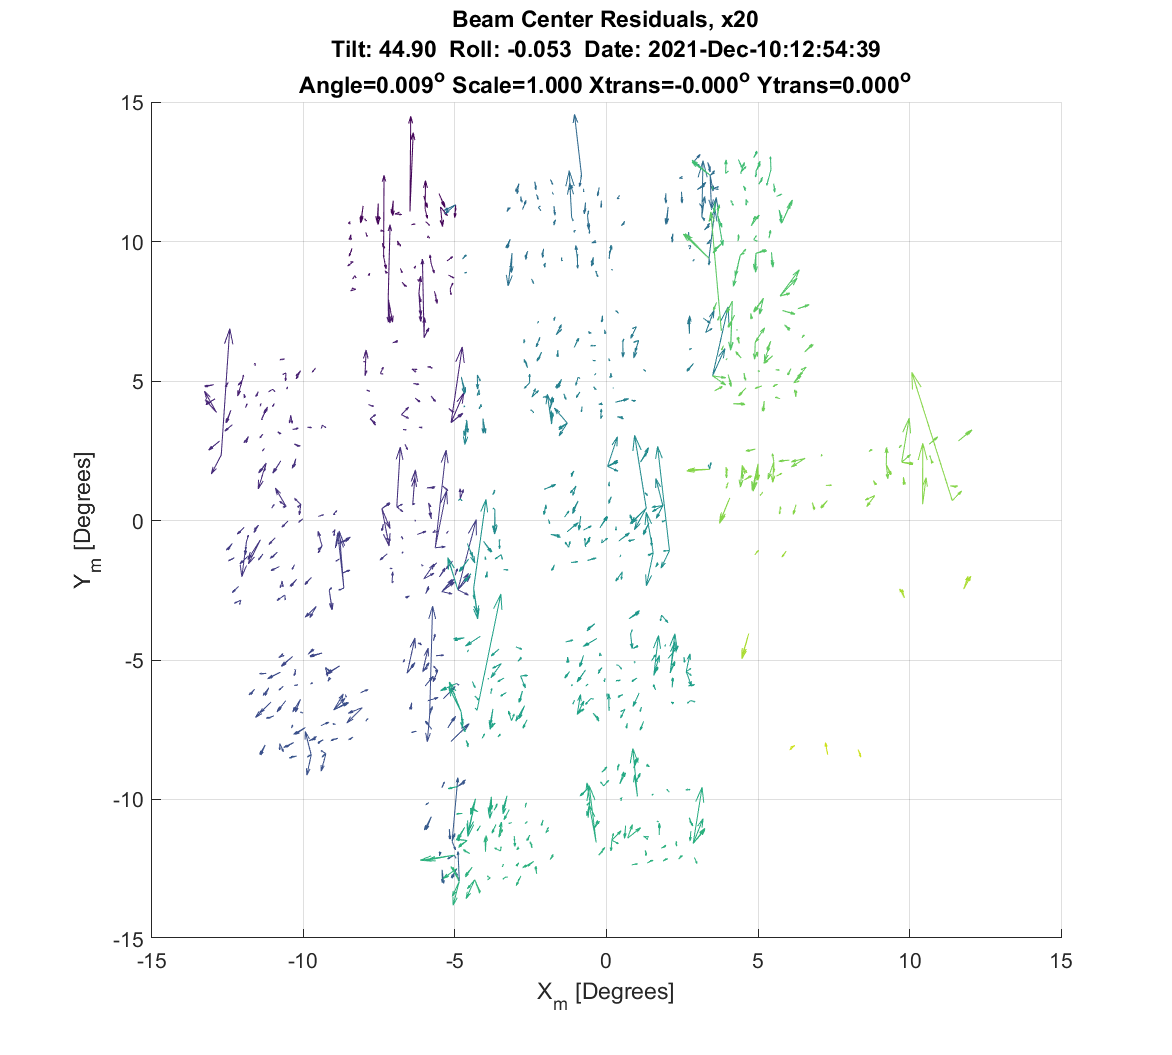 Beam Center Residuals, x20
Tilt: 44.90 Roll: -0.053 Date: 2021-Dec-10:12:54:39
Angle=0.009° Scale=1.000 Xtrans=-0.000° Ytrans=0.000°
15
10
5
0
-5
-10
-15
Y_m [Degrees]
-15 -10 -5 0 5 10 15
X_m [Degrees]